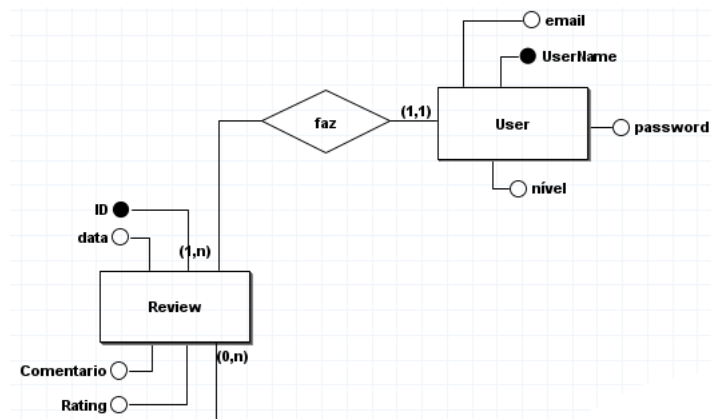 email
UserName
(1,1)
faz
User
password
nível
ID
data
(1,n)
Review
(0,n)
Comentario
Rating